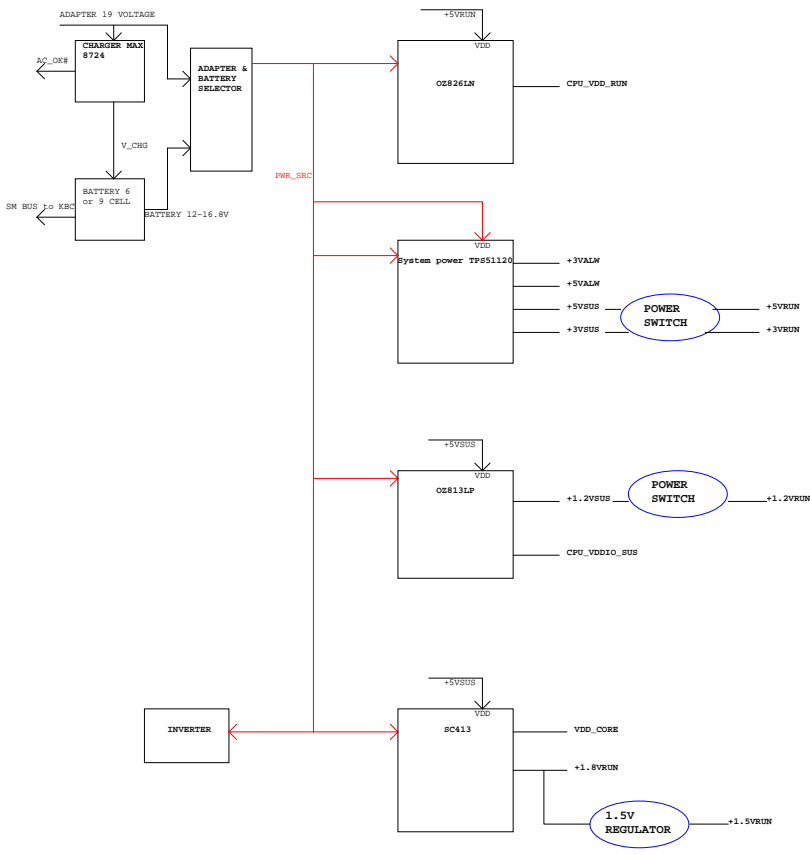 ADAPTER 19 VOLTAGE
+5VRUN
CHARGER MAX
8724
VDD
AC_OK#
ADAPTER &
BATTERY
SELECTOR
OZ826LN
CPU_VDD_RUN
V_CHG
PWR_SRC
BATTERY 6
or 9 CELL
SM BUS to KBC
BATTERY 12-16.8V
VDD
System power TPS51120
+3VALW
+5VALW
+5VSUS
POWER
SWITCH
+5VRUN
+3VSUS
+3VRUN
+5VSUS
VDD
OZ813LP
+1.2VSUS
POWER
SWITCH
+1.2VRUN
CPU_VDDIO_SUS
+5VSUS
VDD
INVERTER
SC413
VDD_CORE
+1.8VRUN
1.5V
REGULATOR
+1.5VRUN